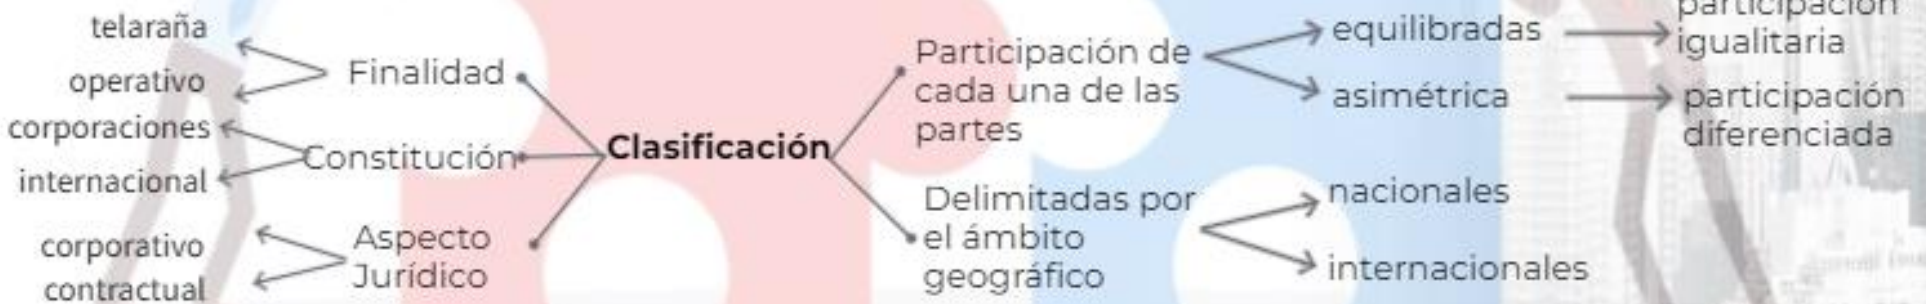 telaraña
operativo
Finalidad
corporaciones
internacional
Constitución
corporativo
contractual
Aspecto
Jurídico
Clasificación
Participación de
cada una de las
partes
equilibradas
participación
igualitaria
asimétrica
participación
diferenciada
Delimitadas por
el ámbito
geográfico
nacionales
internacionales